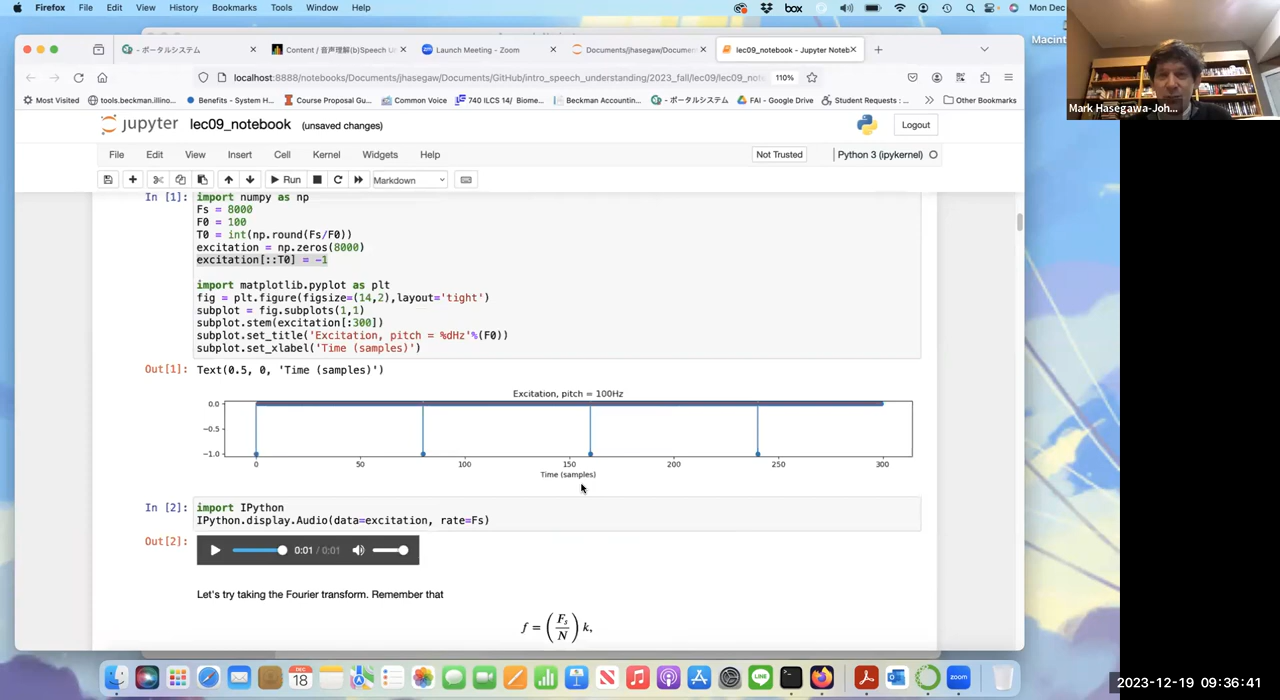 Firefox File Edit View History Bookmarks Tools Window Help
box
Mon Dec
Macint
Mark Hasegawa-Joh...
ポータルシステム
Content / 音声理解(Speech U
Launch Meeting - Zoom
Documents/jhasegaw/Documen
lec09_notebook - Jupyter Noteb
localhost:8888/notebooks/Documents/jhasegaw/Documents/GitHub/intro_speech_understanding/2023_fall/lec09/lec09_note
110%
Most Visited
tools.beckman.illino...
Benefits - System H...
Course Proposal Gu...
Common Voice
740 ILCS 14/ Biome...
Beckman Accountin...
ポータルシステム
FAI - Google Drive
Student Requests : ...
Other Bookmarks
jupyter lec09_notebook (unsaved changes)
Logout
File Edit View Insert Cell Kernel Widgets Help
Not Trusted
Python 3 (ipykernel)
Run
Markdown
In [1]: import numpy as np
Fs = 8000
F0 = 100
T0 = int(np.round(Fs/F0))
excitation = np.zeros(8000)
excitation[::T0] = -1
import matplotlib.pyplot as plt
fig = plt.figure(figsize=(14,2),layout='tight')
subplot = fig.subplots(1,1)
subplot.stem(excitation[:300])
subplot.set_title('Excitation, pitch = %dHz'%(F0))
subplot.set_xlabel('Time (samples)')
Out[1]: Text(0.5, 0, 'Time (samples)')
Excitation, pitch = 100Hz
0.0
−0.5
−1.0
0 50 100 150 200 250 300
Time (samples)
In [2]: import IPython
IPython.display.Audio(data=excitation, rate=Fs)
Out[2]:
0:01 / 0:01
Let's try taking the Fourier transform. Remember that
f = (Fs/N) k,
DEC
18
LINE
zoom
2023-12-19 09:36:41